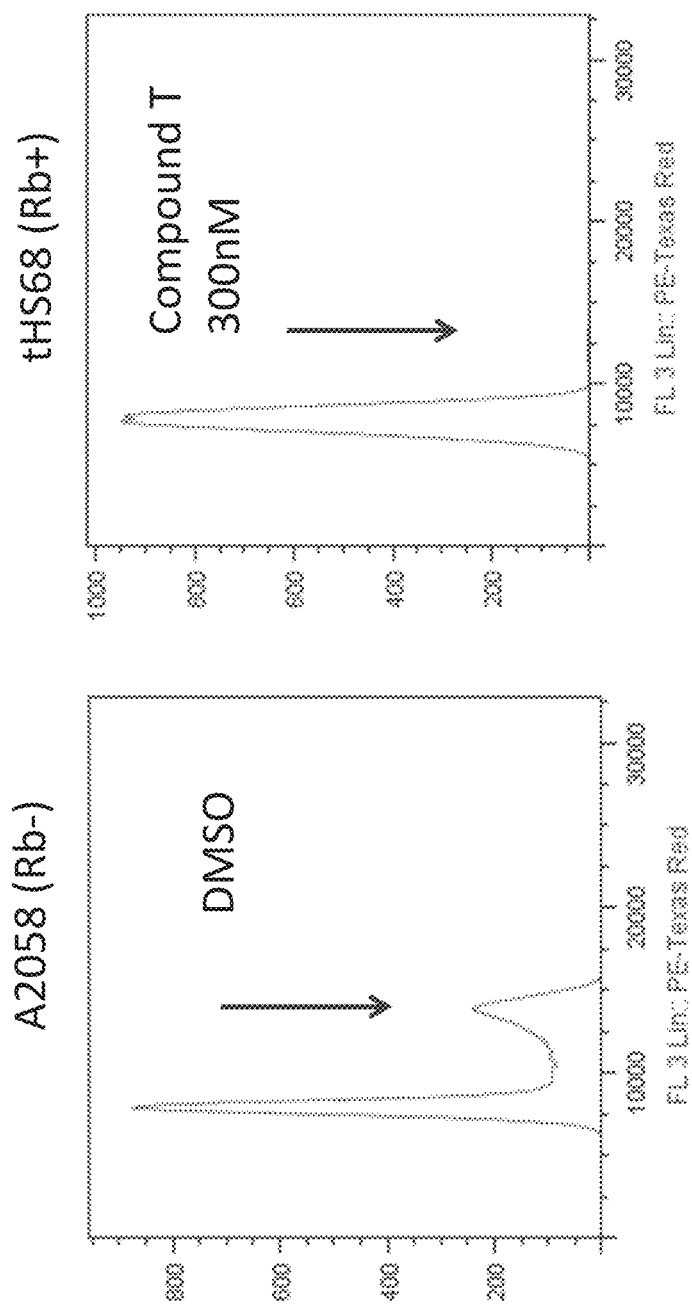 tHS68 (Rb+)
Compound T
300nM
1000
800
600
400
200
10000
20000
30000
FL 3 Lin:: PE-Texas Red
A2058 (Rb-)
DMSO
800
600
400
200
10000
20000
30000
FL 3 Lin:: PE-Texas Red